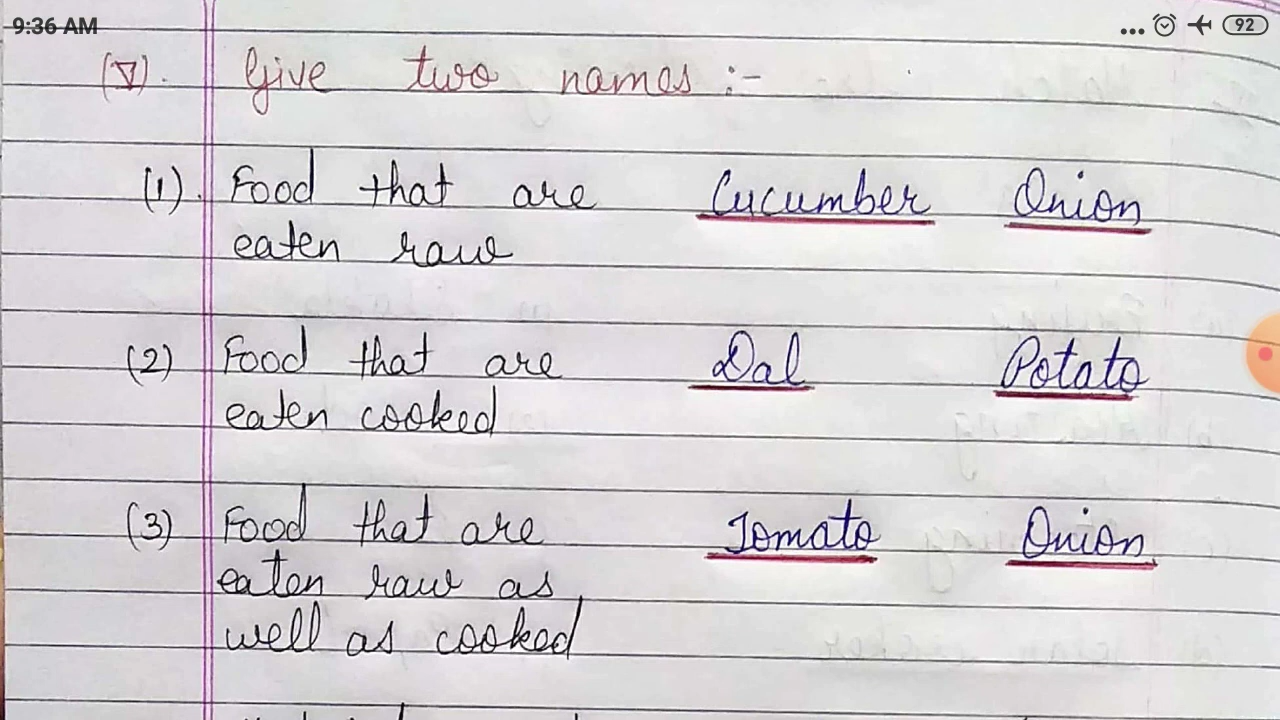 9:36 AM ... 92
(V). Give two names :-
(1). Food that are Cucumber Onion
eaten raw
(2) Food that are Dal Potato
eaten cooked
(3) Food that are Tomato Onion
eaten raw as
well as cooked